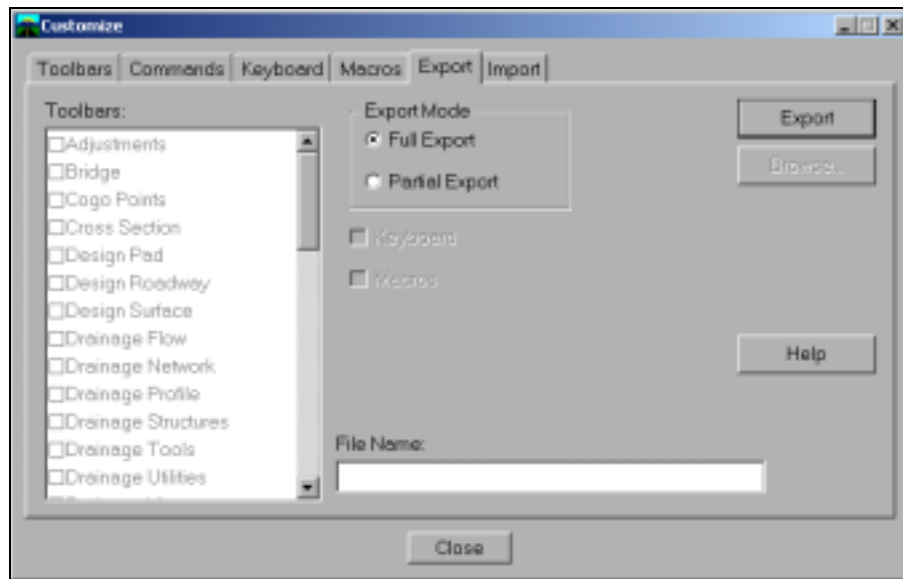 Customize
Toolbars Commands Keyboard Macros Export Import
Toolbars:
Adjustments
Bridge
Cogo Points
Cross Section
Design Pad
Design Roadway
Design Surface
Drainage Flow
Drainage Network
Drainage Profile
Drainage Structures
Drainage Tools
Drainage Utilities
Export Mode
Full Export
Partial Export
Keyboard
Macros
File Name:
Export
Browse...
Help
Close